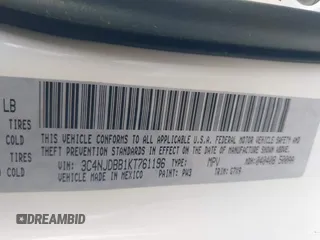 LB
TIRES
COLD
TIRES
COLD
THIS VEHICLE CONFORMS TO ALL APPLICABLE U.S.A. FEDERAL MOTOR VEHICLE SAFETY AND
THEFT PREVENTION STANDARDS IN EFFECT ON THE DATE OF MANUFACTURE SHOWN ABOVE.
VIN: 3C4NJDBB1KT761196 TYPE: MPV
VEHICLE MADE IN MEXICO PAINT: PW3 TRIM:
DREAMBID